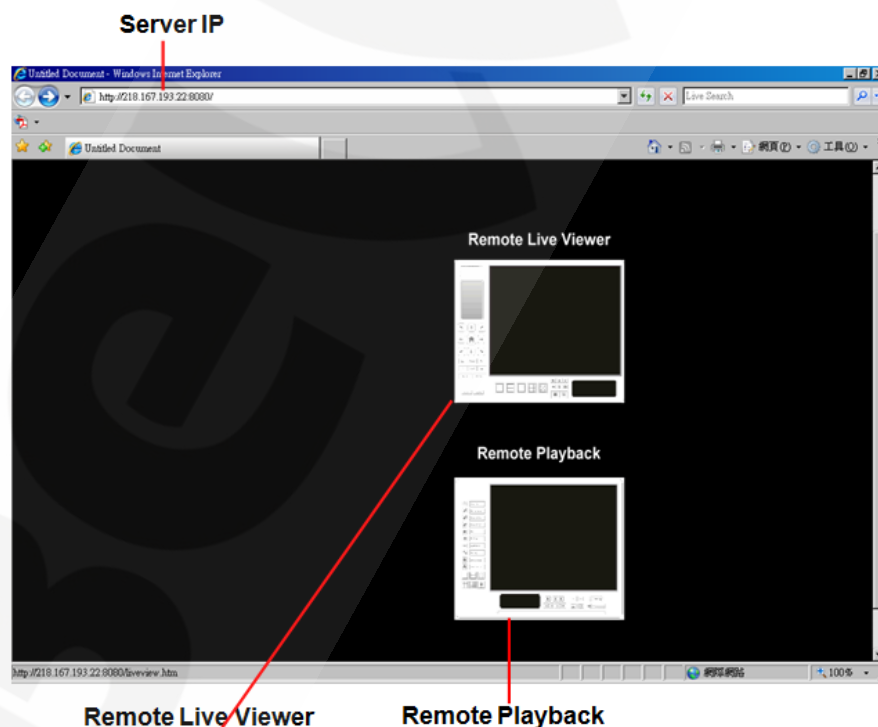 Server IP
Untitled Document - Windows Internet Explorer
http://218.167.193.22:8080/
Live Search
Untitled Document
網頁(P)
工具(O)
Remote Live Viewer
Remote Playback
http://218.167.193.22:8080/liveview.htm
網際網路
100%
Remote Live Viewer
Remote Playback